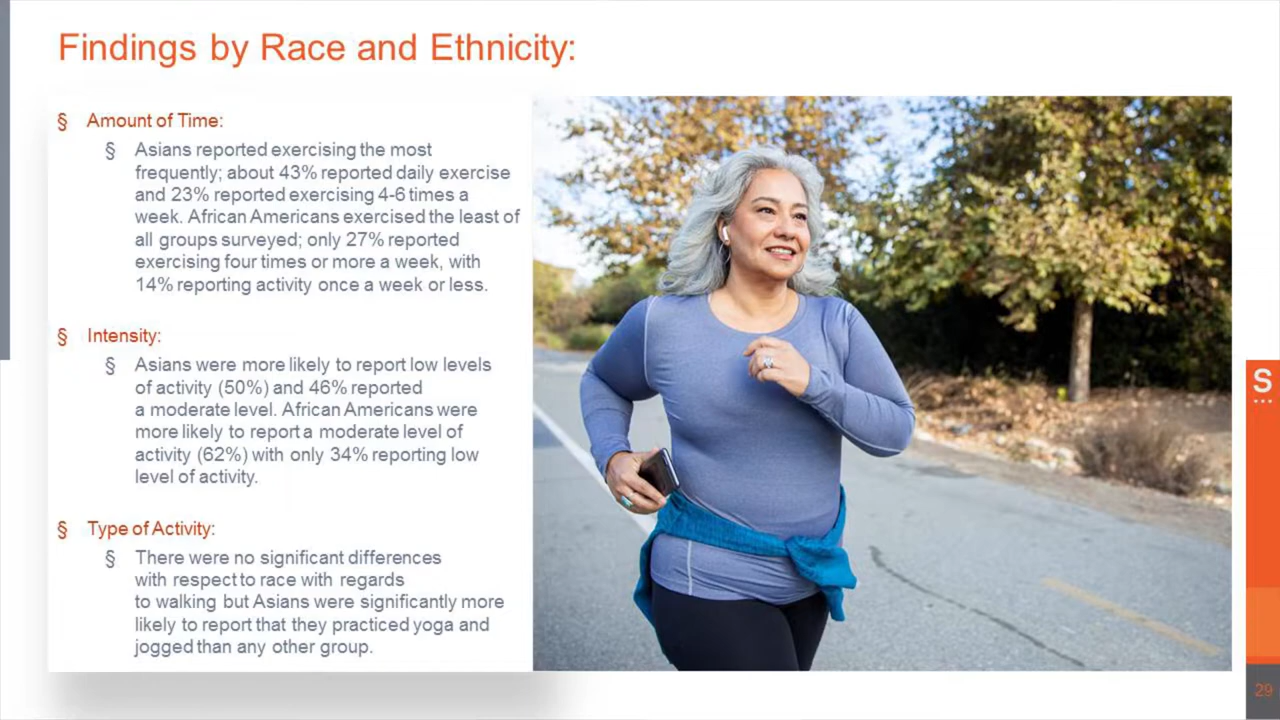 Findings by Race and Ethnicity:
§ Amount of Time:
§ Asians reported exercising the most
frequently; about 43% reported daily exercise
and 23% reported exercising 4-6 times a
week. African Americans exercised the least of
all groups surveyed; only 27% reported
exercising four times or more a week, with
14% reporting activity once a week or less.
§ Intensity:
§ Asians were more likely to report low levels
of activity (50%) and 46% reported
a moderate level. African Americans were
more likely to report a moderate level of
activity (62%) with only 34% reporting low
level of activity.
§ Type of Activity:
§ There were no significant differences
with respect to race with regards
to walking but Asians were significantly more
likely to report that they practiced yoga and
jogged than any other group.
S
29